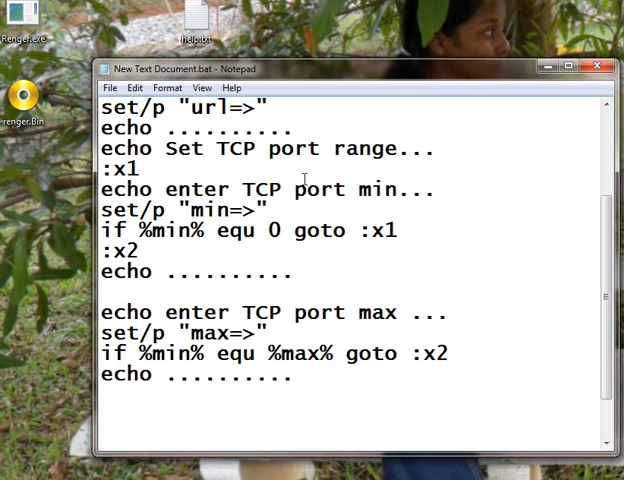 Renger.exe
help.txt
New Text Document.bat - Notepad
File Edit Format View Help
renger.Bin
set/p "url=>"
echo ..........
echo Set TCP port range...
:x1
echo enter TCP port min...
set/p "min=>"
if %min% equ 0 goto :x1
:x2
echo ..........
echo enter TCP port max ...
set/p "max=>"
if %min% equ %max% goto :x2
echo ..........